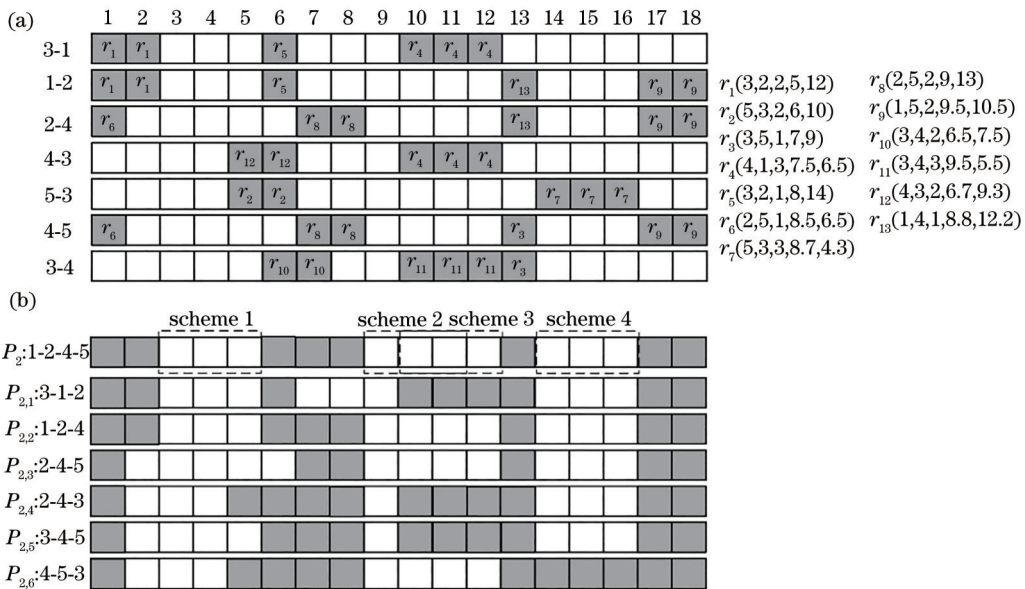 (a)
1 2 3 4 5 6 7 8 9 10 11 12 13 14 15 16 17 18
3-1 r₁ r₁ r₅ r₄ r₄ r₄
1-2 r₁ r₁ r₅ r₁₃ r₉ r₉
2-4 r₆ r₈ r₈ r₁₃ r₉ r₉
4-3 r₁₂ r₁₂ r₄ r₄ r₄
5-3 r₂ r₂ r₇ r₇ r₇
4-5 r₆ r₈ r₈ r₃ r₉ r₉
3-4 r₁₀ r₁₀ r₁₁ r₁₁ r₁₁ r₃
r₁(3,2,2,5,12)
r₂(5,3,2,6,10)
r₃(3,5,1,7,9)
r₄(4,1,3,7.5,6.5)
r₅(3,2,1,8,14)
r₆(2,5,1,8.5,6.5)
r₇(5,3,3,8.7,4.3)
r₈(2,5,2,9,13)
r₉(1,5,2,9.5,10.5)
r₁₀(3,4,2,6.5,7.5)
r₁₁(3,4,3,9.5,5.5)
r₁₂(4,3,2,6.7,9.3)
r₁₃(1,4,1,8.8,12.2)
(b)
scheme 1 scheme 2 scheme 3 scheme 4
P₂:1-2-4-5
P₂,₁:3-1-2
P₂,₂:1-2-4
P₂,₃:2-4-5
P₂,₄:2-4-3
P₂,₅:3-4-5
P₂,₆:4-5-3